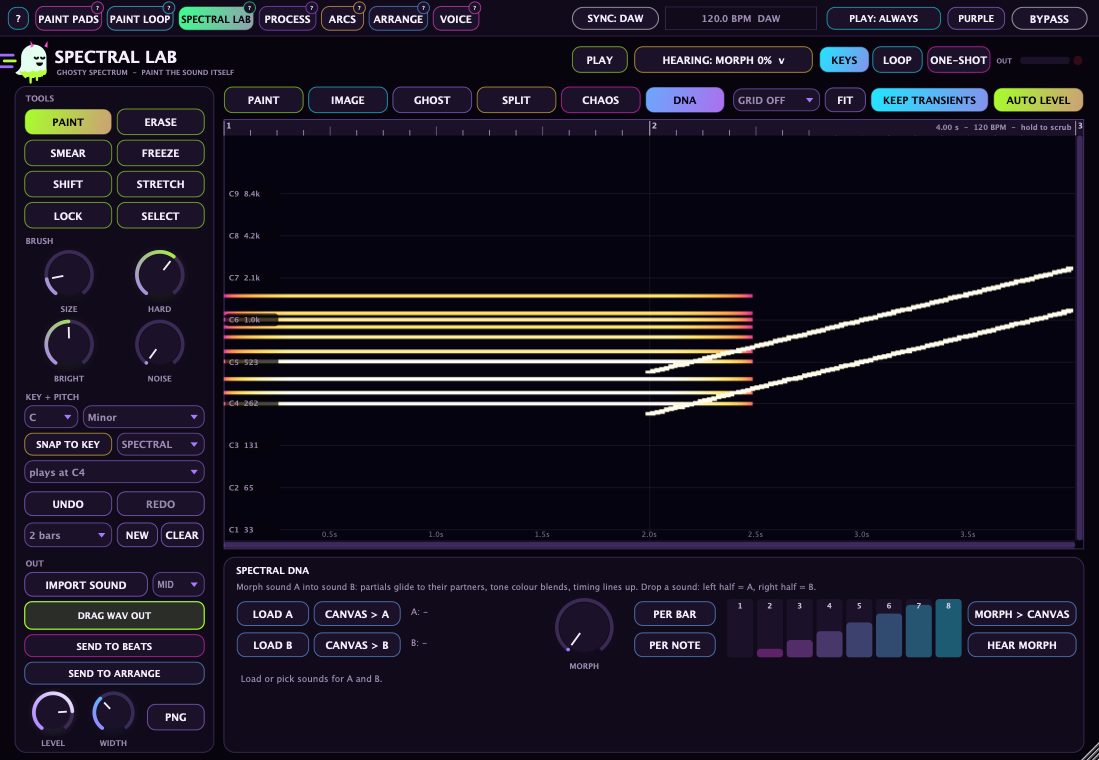 ? PAINT PADS ? PAINT LOOP ? SPECTRAL LAB ? PROCESS ? ARCS ? ARRANGE ? VOICE ? SYNC: DAW 120.0 BPM DAW PLAY: ALWAYS PURPLE BYPASS
SPECTRAL LAB
GHOSTY SPECTRUM - PAINT THE SOUND ITSELF
PLAY HEARING: MORPH 0% v KEYS LOOP ONE-SHOT OUT
TOOLS
PAINT ERASE
SMEAR FREEZE
SHIFT STRETCH
LOCK SELECT
BRUSH
SIZE HARD
BRIGHT NOISE
KEY + PITCH
C Minor
SNAP TO KEY SPECTRAL
plays at C4
UNDO REDO
2 bars NEW CLEAR
OUT
IMPORT SOUND MID
DRAG WAV OUT
SEND TO BEATS
SEND TO ARRANGE
LEVEL WIDTH PNG
PAINT IMAGE GHOST SPLIT CHAOS DNA GRID OFF FIT KEEP TRANSIENTS AUTO LEVEL
1 2 4.00 s - 120 BPM - hold to scrub 3
C9 8.4k
C8 4.2k
C7 2.1k
C6 1.0k
C5 523
C4 262
C3 131
C2 65
C1 33
0.5s 1.0s 1.5s 2.0s 2.5s 3.0s 3.5s
SPECTRAL DNA
Morph sound A into sound B: partials glide to their partners, tone colour blends, timing lines up. Drop a sound: left half = A, right half = B.
LOAD A CANVAS > A A: - PER BAR 1 2 3 4 5 6 7 8 MORPH > CANVAS
LOAD B CANVAS > B B: - PER NOTE HEAR MORPH
MORPH
Load or pick sounds for A and B.